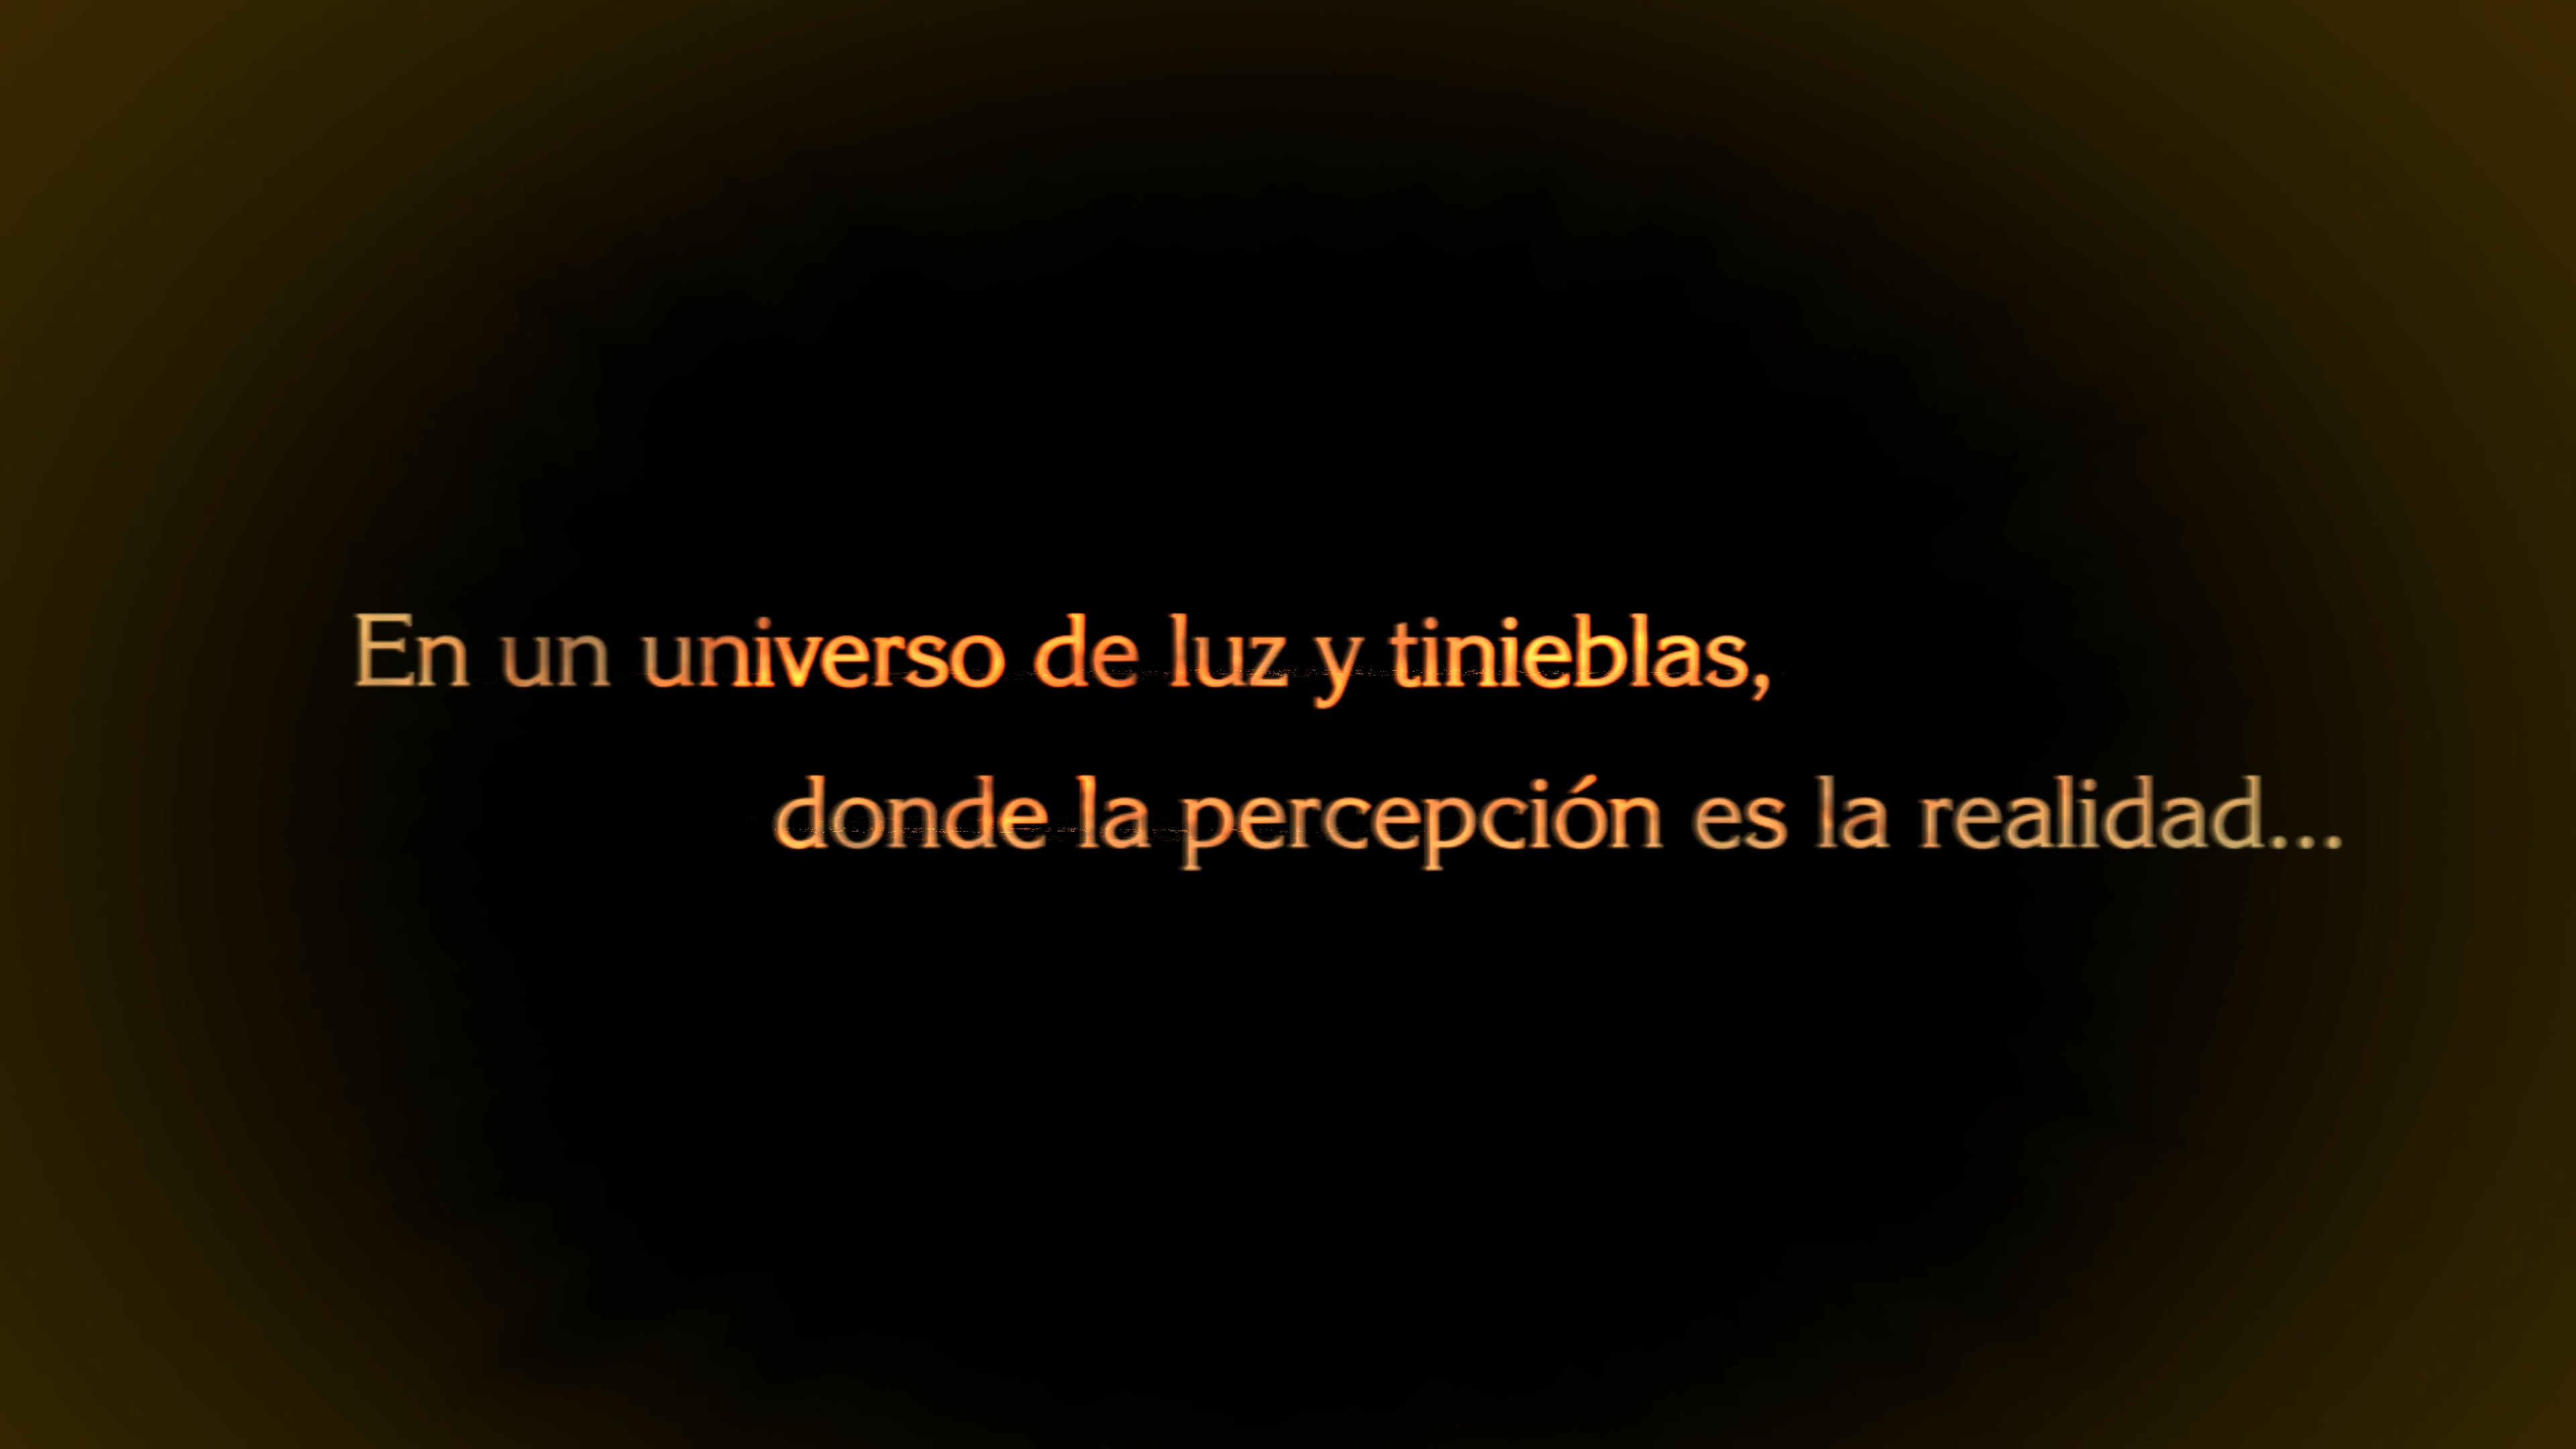 En un universo de luz y tinieblas,
donde la percepción es la realidad...